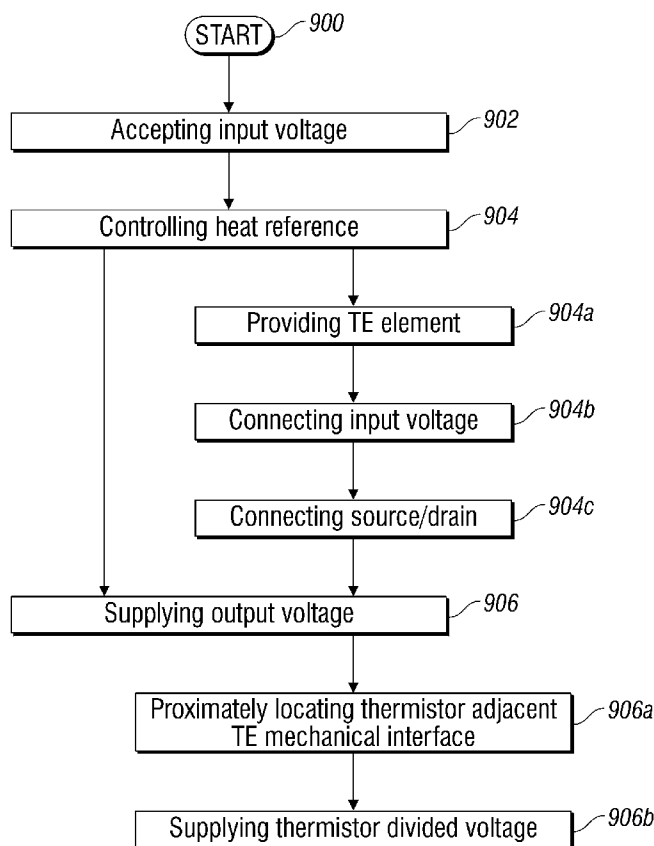 START
900
Accepting input voltage
902
Controlling heat reference
904
Providing TE element
904a
Connecting input voltage
904b
Connecting source/drain
904c
Supplying output voltage
906
Proximately locating thermistor adjacent
TE mechanical interface
906a
Supplying thermistor divided voltage
906b